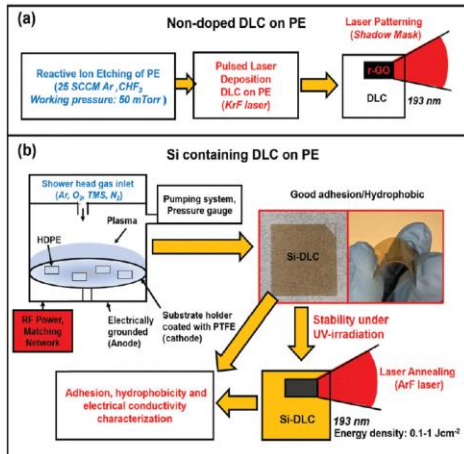 (a)
Non-doped DLC on PE
Reactive Ion Etching of PE
(25 SCCM Ar ,CHF3
Working pressure: 50 mTorr)
Pulsed Laser
Deposition
DLC on PE
(KrF laser)
Laser Patterning
(Shadow Mask)
r-GO
DLC
193 nm
(b)
Si containing DLC on PE
Shower head gas inlet
(Ar, O2, TMS, N2)
Plasma
HDPE
Pumping system,
Pressure gauge
RF Power,
Matching
Network
Electrically
grounded
(Anode)
Substrate holder
coated with PTFE
(cathode)
Good adhesion/Hydrophobic
Si-DLC
Stability under
UV-irradiation
Laser Annealing
(ArF laser)
Si-DLC
193 nm
Energy density: 0.1-1 Jcm-2
Adhesion, hydrophobicity and
electrical conductivity
characterization